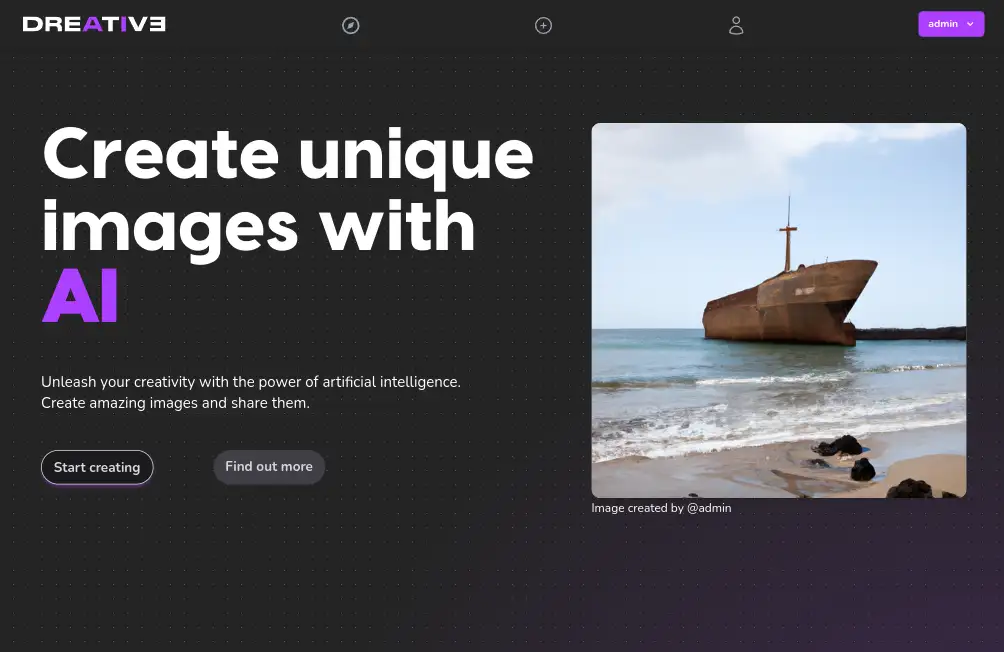 DREATIVE
admin
Create unique
images with
AI
Unleash your creativity with the power of artificial intelligence.
Create amazing images and share them.
Start creating
Find out more
Image created by @admin